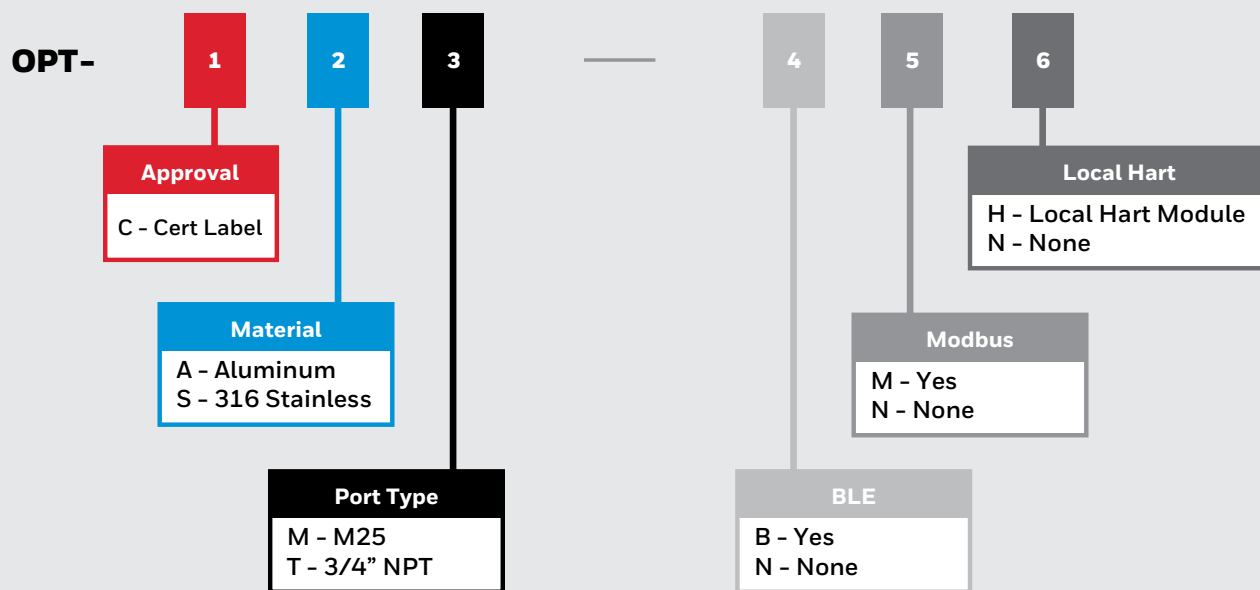 OPT-
1
2
3
4
5
6
Approval
C - Cert Label
Local Hart
H - Local Hart Module
N - None
Material
A - Aluminum
S - 316 Stainless
Modbus
M - Yes
N - None
Port Type
M - M25
T - 3/4” NPT
BLE
B - Yes
N - None